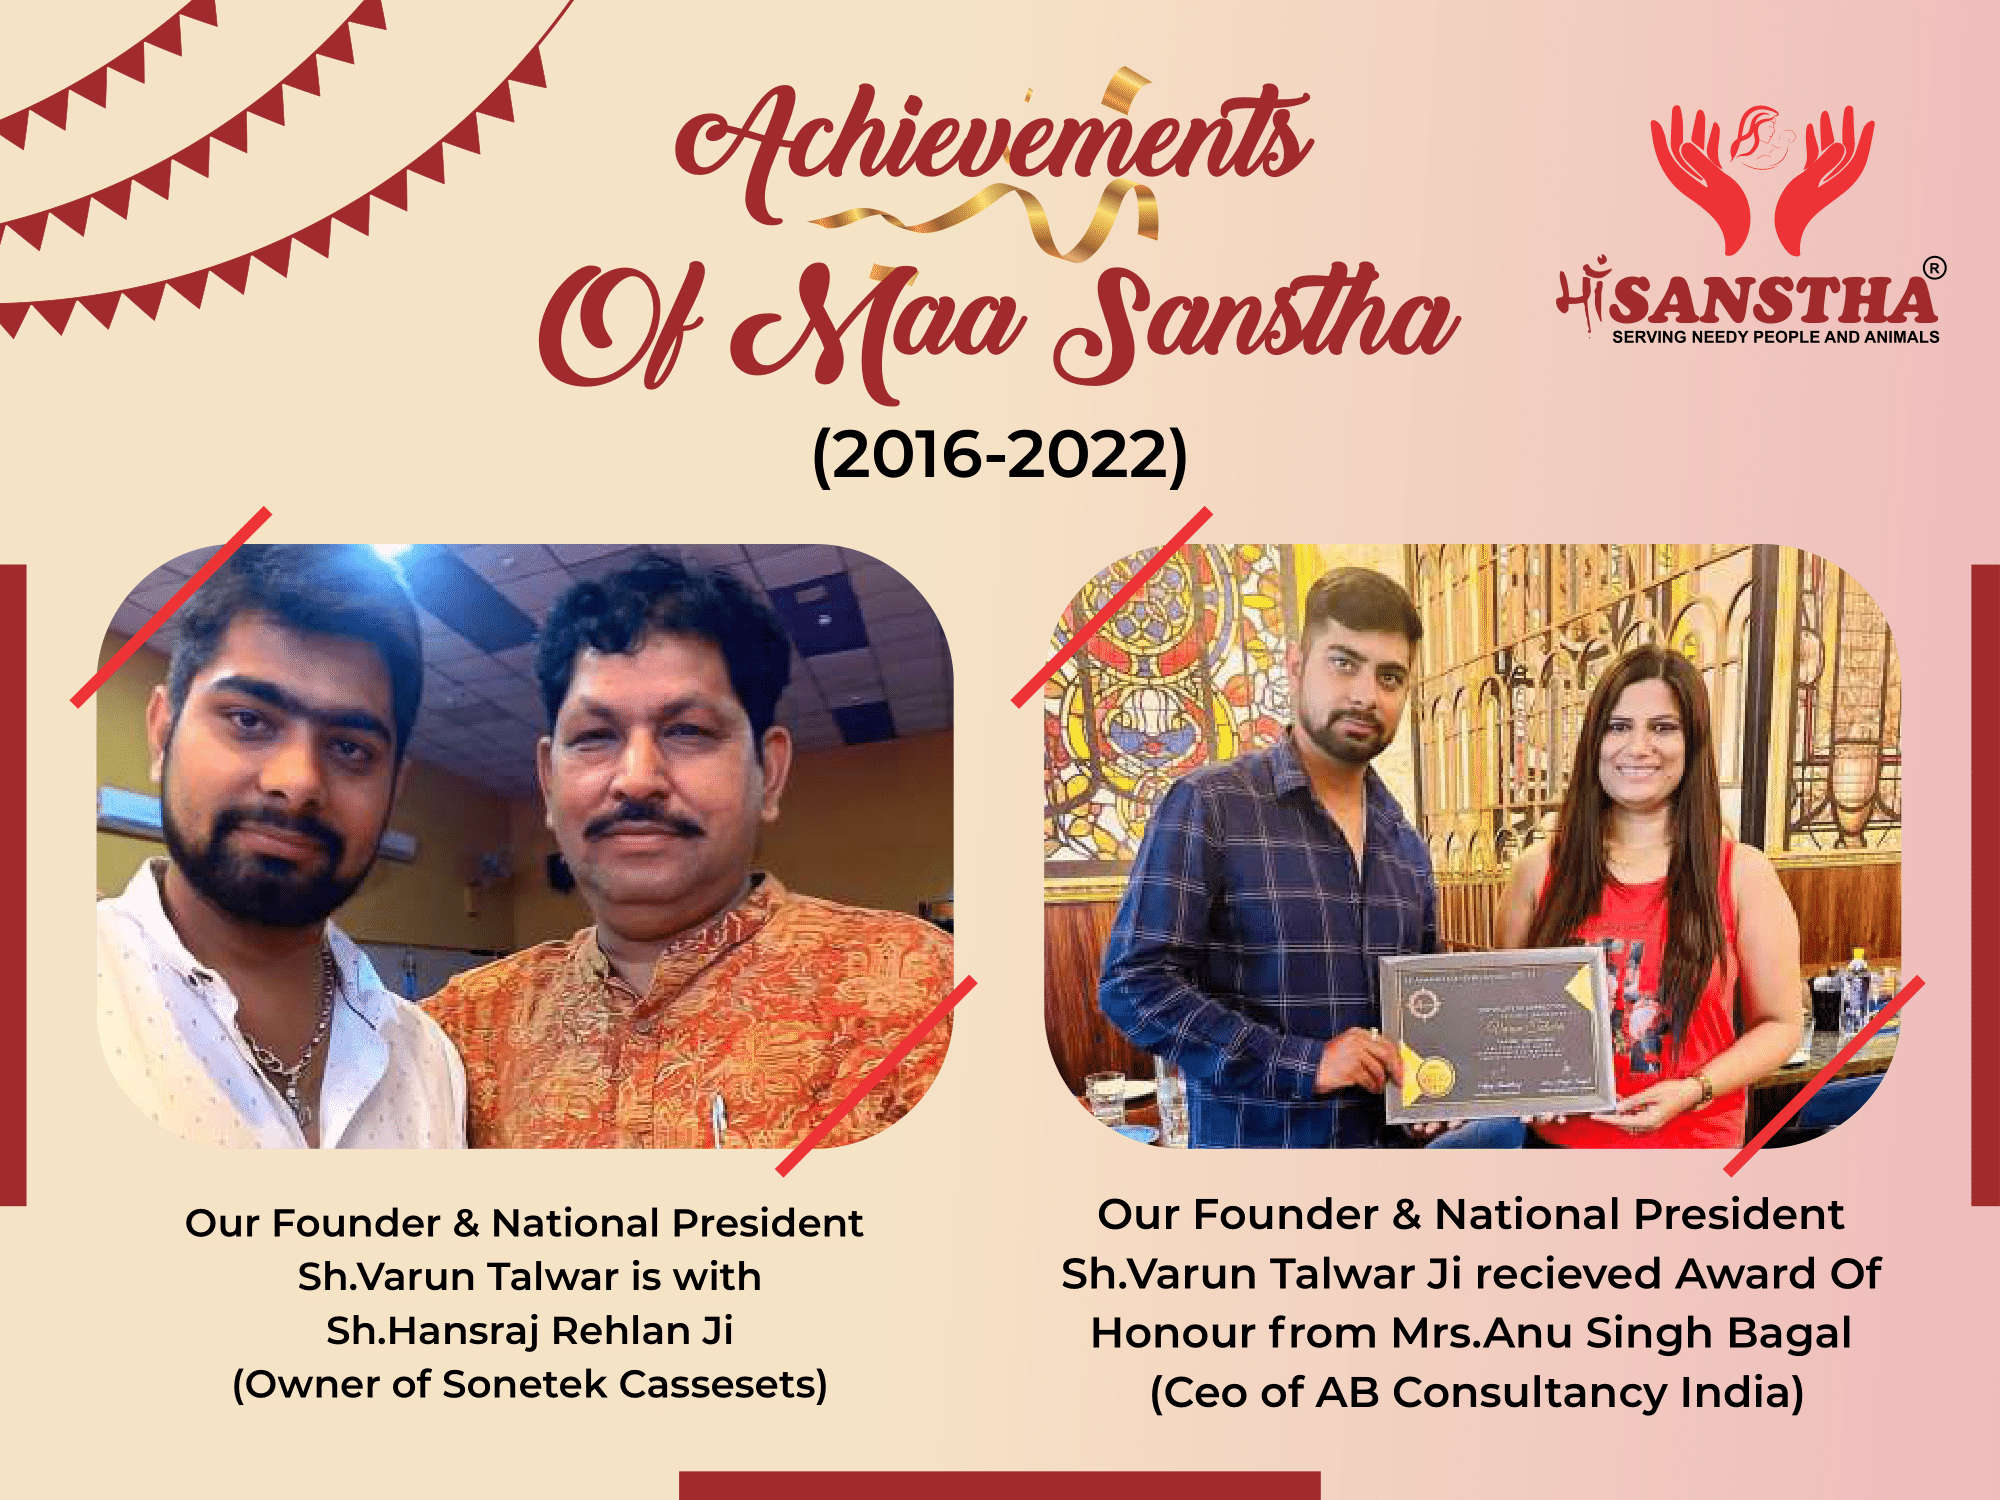 Achievements
Of Maa Sanstha
(2016-2022)
माँ SANSTHA®
SERVING NEEDY PEOPLE AND ANIMALS
Our Founder & National President
Sh.Varun Talwar is with
Sh.Hansraj Rehlan Ji
(Owner of Sonetek Cassesets)
Our Founder & National President
Sh.Varun Talwar Ji recieved Award Of
Honour from Mrs.Anu Singh Bagal
(Ceo of AB Consultancy India)